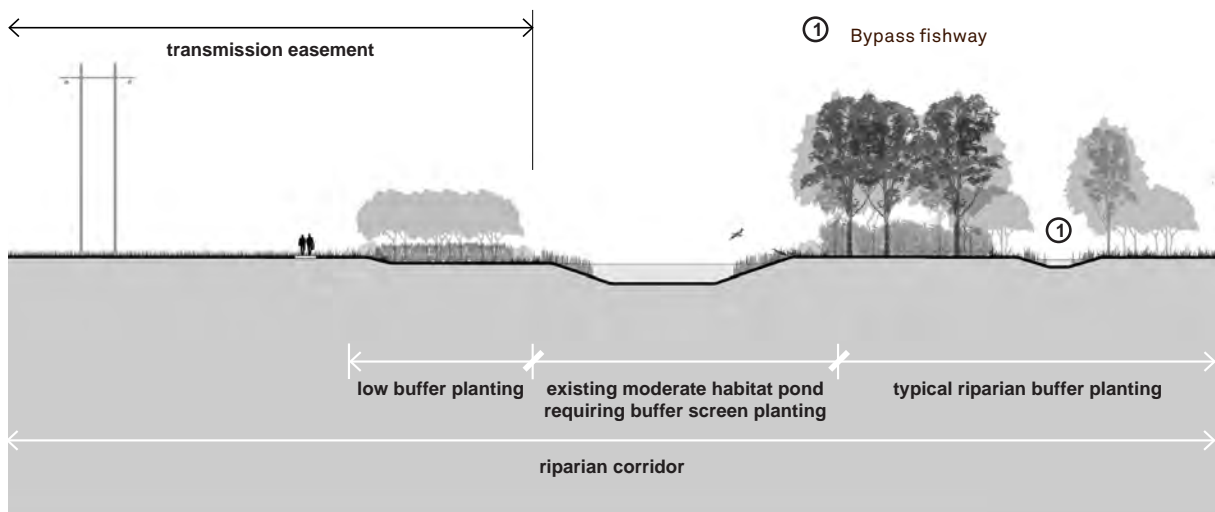 transmission easement
① Bypass fishway
①
low buffer planting
existing moderate habitat pond
requiring buffer screen planting
typical riparian buffer planting
riparian corridor